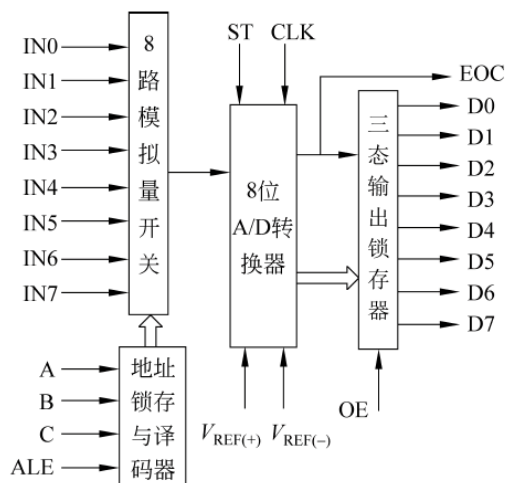 IN0
IN1
IN2
IN3
IN4
IN5
IN6
IN7
8
路
模
拟
量
开
关
A
B
C
ALE
地址
锁存
与译
码器
ST
CLK
8位
A/D转
换器
VREF(+)
VREF(−)
EOC
三
态
输
出
锁
存
器
OE
D0
D1
D2
D3
D4
D5
D6
D7